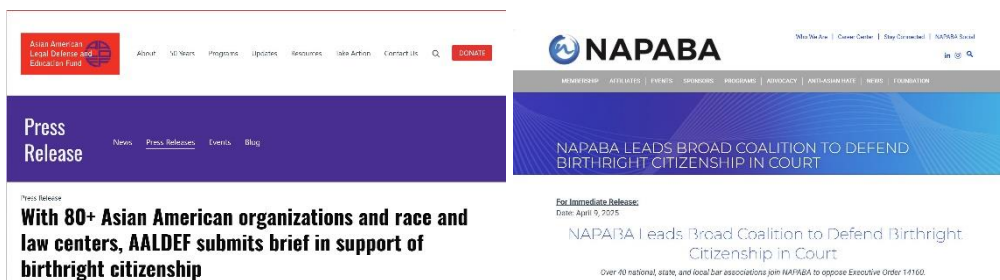 Asian American
Legal Defense and
Education Fund
About 50 Years Programs Updates Resources Take Action Contact Us DONATE
Press
Release
News Press Releases Events Blog
Press Release
With 80+ Asian American organizations and race and
law centers, AALDEF submits brief in support of
birthright citizenship
Who We Are | Career Center | Stay Connected | NAPABA Social
NAPABA
in
MEMBERSHIP AFFILIATES | EVENTS SPONSORS PROGRAMS | ADVOCACY | ANTI-ASIAN HATE | NEWS | FOUNDATION
NAPABA LEADS BROAD COALITION TO DEFEND
BIRTHRIGHT CITIZENSHIP IN COURT
For Immediate Release:
Date: April 9, 2025
NAPABA Leads Broad Coalition to Defend Birthright
Citizenship in Court
Over 40 national, state, and local bar associations join NAPABA to oppose Executive Order 14160.